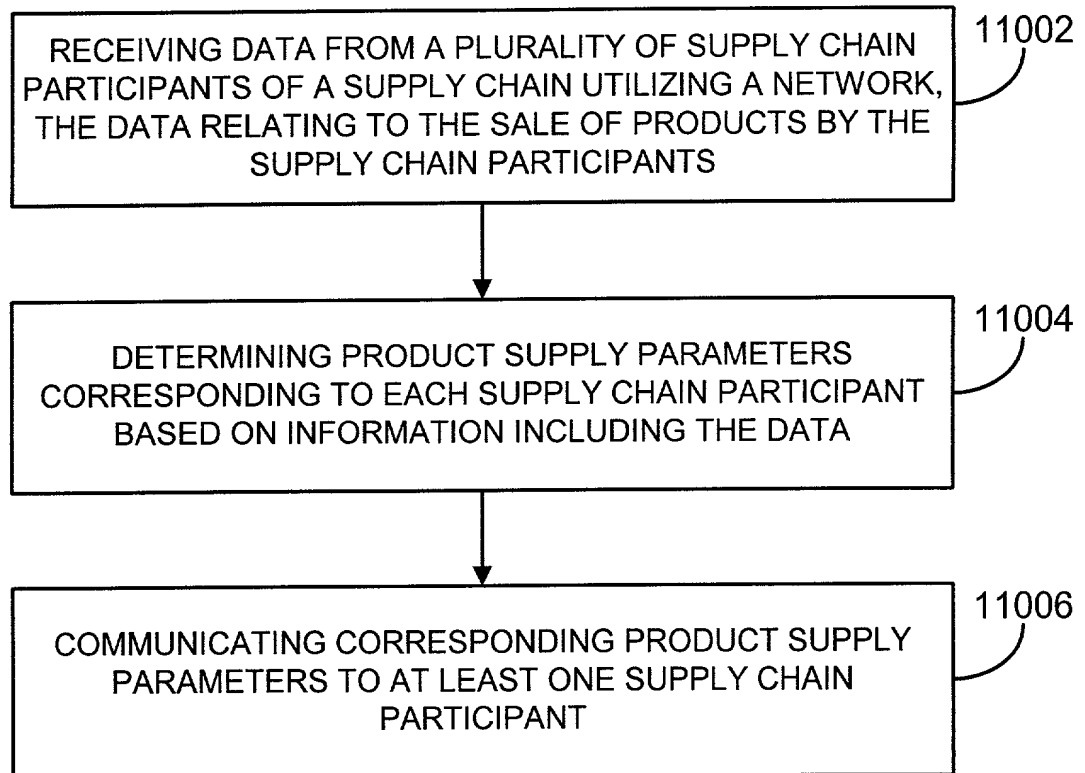 RECEIVING DATA FROM A PLURALITY OF SUPPLY CHAIN
PARTICIPANTS OF A SUPPLY CHAIN UTILIZING A NETWORK,
THE DATA RELATING TO THE SALE OF PRODUCTS BY THE
SUPPLY CHAIN PARTICIPANTS
11002
DETERMINING PRODUCT SUPPLY PARAMETERS
CORRESPONDING TO EACH SUPPLY CHAIN PARTICIPANT
BASED ON INFORMATION INCLUDING THE DATA
11004
COMMUNICATING CORRESPONDING PRODUCT SUPPLY
PARAMETERS TO AT LEAST ONE SUPPLY CHAIN
PARTICIPANT
11006